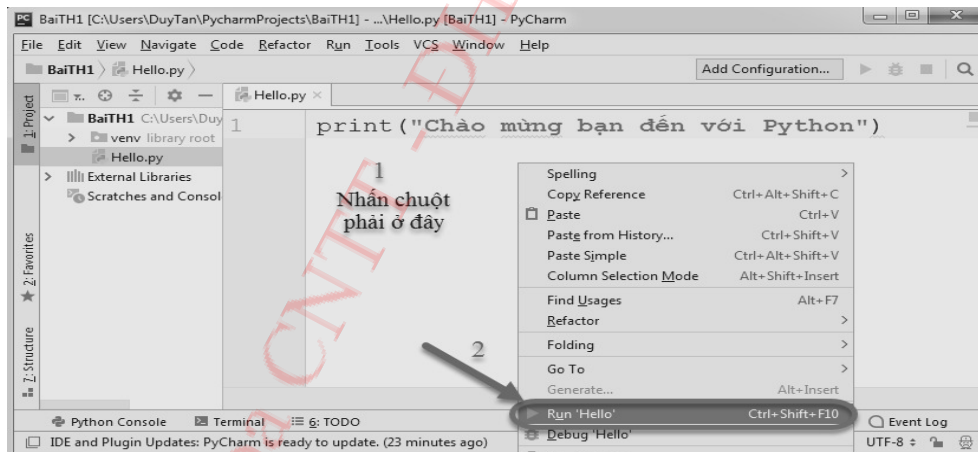 PC BaiTH1 [C:\Users\DuyTan\PycharmProjects\BaiTH1] - ...\Hello.py [BaiTH1] - PyCharm
File Edit View Navigate Code Refactor Run Tools VCS Window Help
BaiTH1 Hello.py Add Configuration...
1: Project
Hello.py
BaiTH1 C:\Users\Duy
venv library root
Hello.py
External Libraries
Scratches and Consol
1 print("Chào mừng bạn đến với Python")
1
Nhấn chuột
phải ở đây
2
Spelling
Copy Reference Ctrl+Alt+Shift+C
Paste Ctrl+V
Paste from History... Ctrl+Shift+V
Paste Simple Ctrl+Alt+Shift+V
Column Selection Mode Alt+Shift+Insert
Find Usages Alt+F7
Refactor
Folding
Go To
Generate... Alt+Insert
Run 'Hello' Ctrl+Shift+F10
Debug 'Hello'
2: Favorites
7: Structure
Python Console Terminal 6: TODO Event Log
IDE and Plugin Updates: PyCharm is ready to update. (23 minutes ago) UTF-8
CNTT